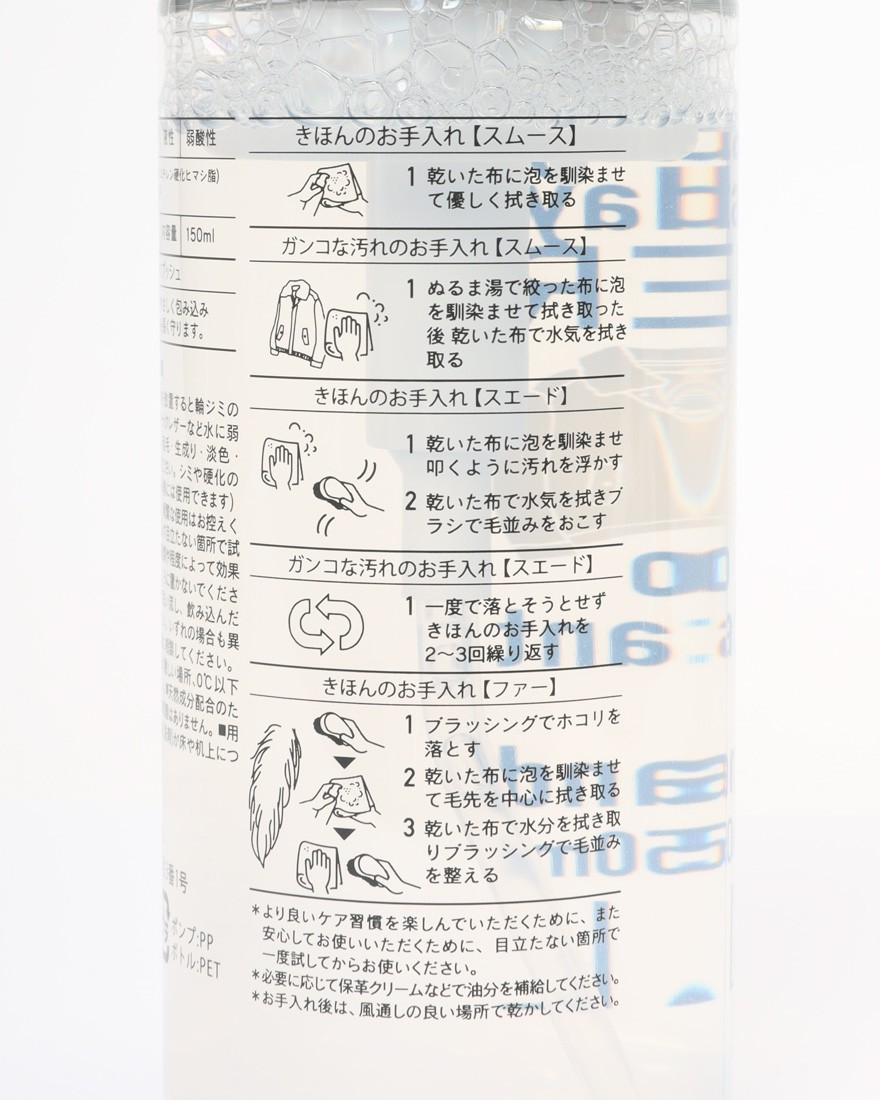 液性 弱酸性
硬化ヒマシ脂)
容量 150ml
プッシュ
しく包み込み
守ります。
置すると輪ジミの
レザーなど水に弱
毛・生成り・淡色・
い。シミや硬化の
には使用できます)
な使用はお控えく
目立たない箇所で試
程度によって効果
に置かないでくださ
流し、飲み込んだ
いずれの場合も異
してください。
場所、0℃以下
天然成分配合のた
はありません。■用
が床や机上につ
番1号
ポンプ:PP
ボトル:PET
きほんのお手入れ【スムース】
1 乾いた布に泡を馴染ませ
て優しく拭き取る
ガンコな汚れのお手入れ【スムース】
1 ぬるま湯で絞った布に泡
を馴染ませて拭き取った
後 乾いた布で水気を拭き
取る
きほんのお手入れ【スエード】
1 乾いた布に泡を馴染ませ
叩くように汚れを浮かす
2 乾いた布で水気を拭きブ
ラシで毛並みをおこす
ガンコな汚れのお手入れ【スエード】
1 一度で落とそうとせず
きほんのお手入れを
2〜3回繰り返す
きほんのお手入れ【ファー】
1 ブラッシングでホコリを
落とす
2 乾いた布に泡を馴染ませ
て毛先を中心に拭き取る
3 乾いた布で水分を拭き取
りブラッシングで毛並み
を整える
*より良いケア習慣を楽しんでいただくために、また
安心してお使いいただくために、目立たない箇所で
一度試してからお使いください。
*必要に応じて保革クリームなどで油分を補給してください。
*お手入れ後は、風通しの良い場所で乾かしてください。